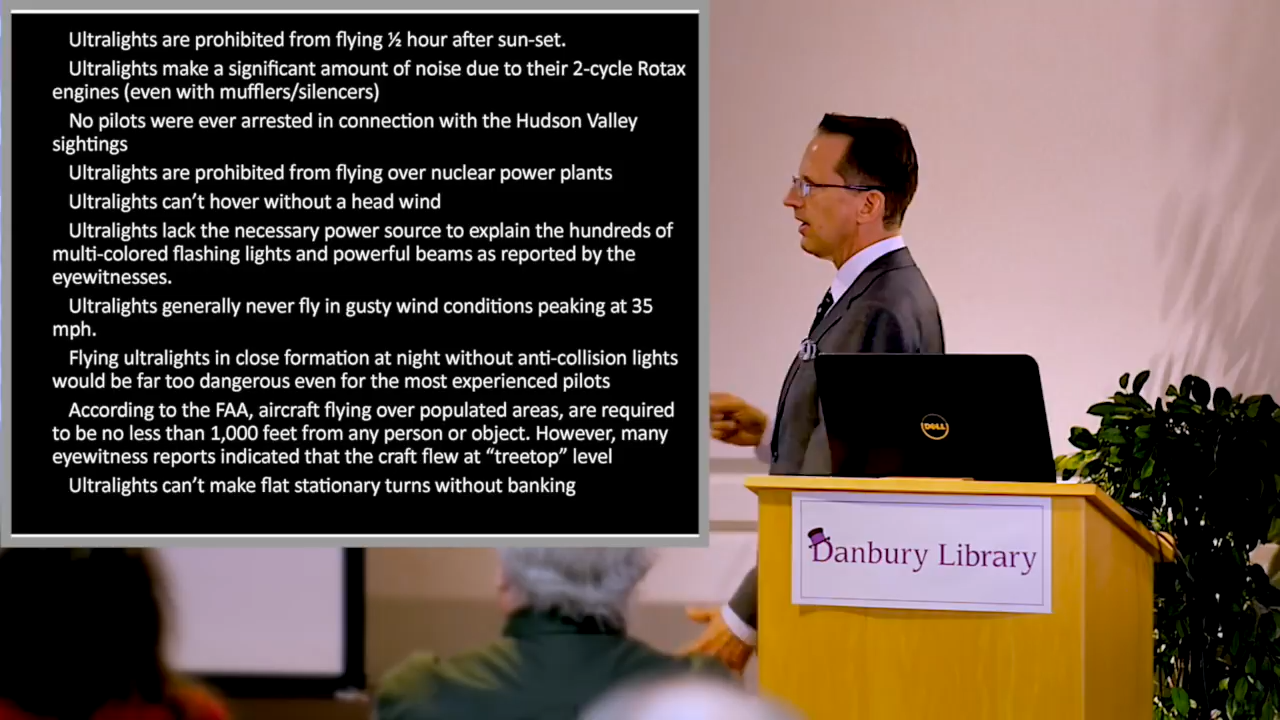 Ultralights are prohibited from flying ½ hour after sun-set.
Ultralights make a significant amount of noise due to their 2-cycle Rotax
engines (even with mufflers/silencers)
No pilots were ever arrested in connection with the Hudson Valley
sightings
Ultralights are prohibited from flying over nuclear power plants
Ultralights can’t hover without a head wind
Ultralights lack the necessary power source to explain the hundreds of
multi-colored flashing lights and powerful beams as reported by the
eyewitnesses.
Ultralights generally never fly in gusty wind conditions peaking at 35
mph.
Flying ultralights in close formation at night without anti-collision lights
would be far too dangerous even for the most experienced pilots
According to the FAA, aircraft flying over populated areas, are required
to be no less than 1,000 feet from any person or object. However, many
eyewitness reports indicated that the craft flew at “treetop” level
Ultralights can’t make flat stationary turns without banking
DELL
Danbury Library